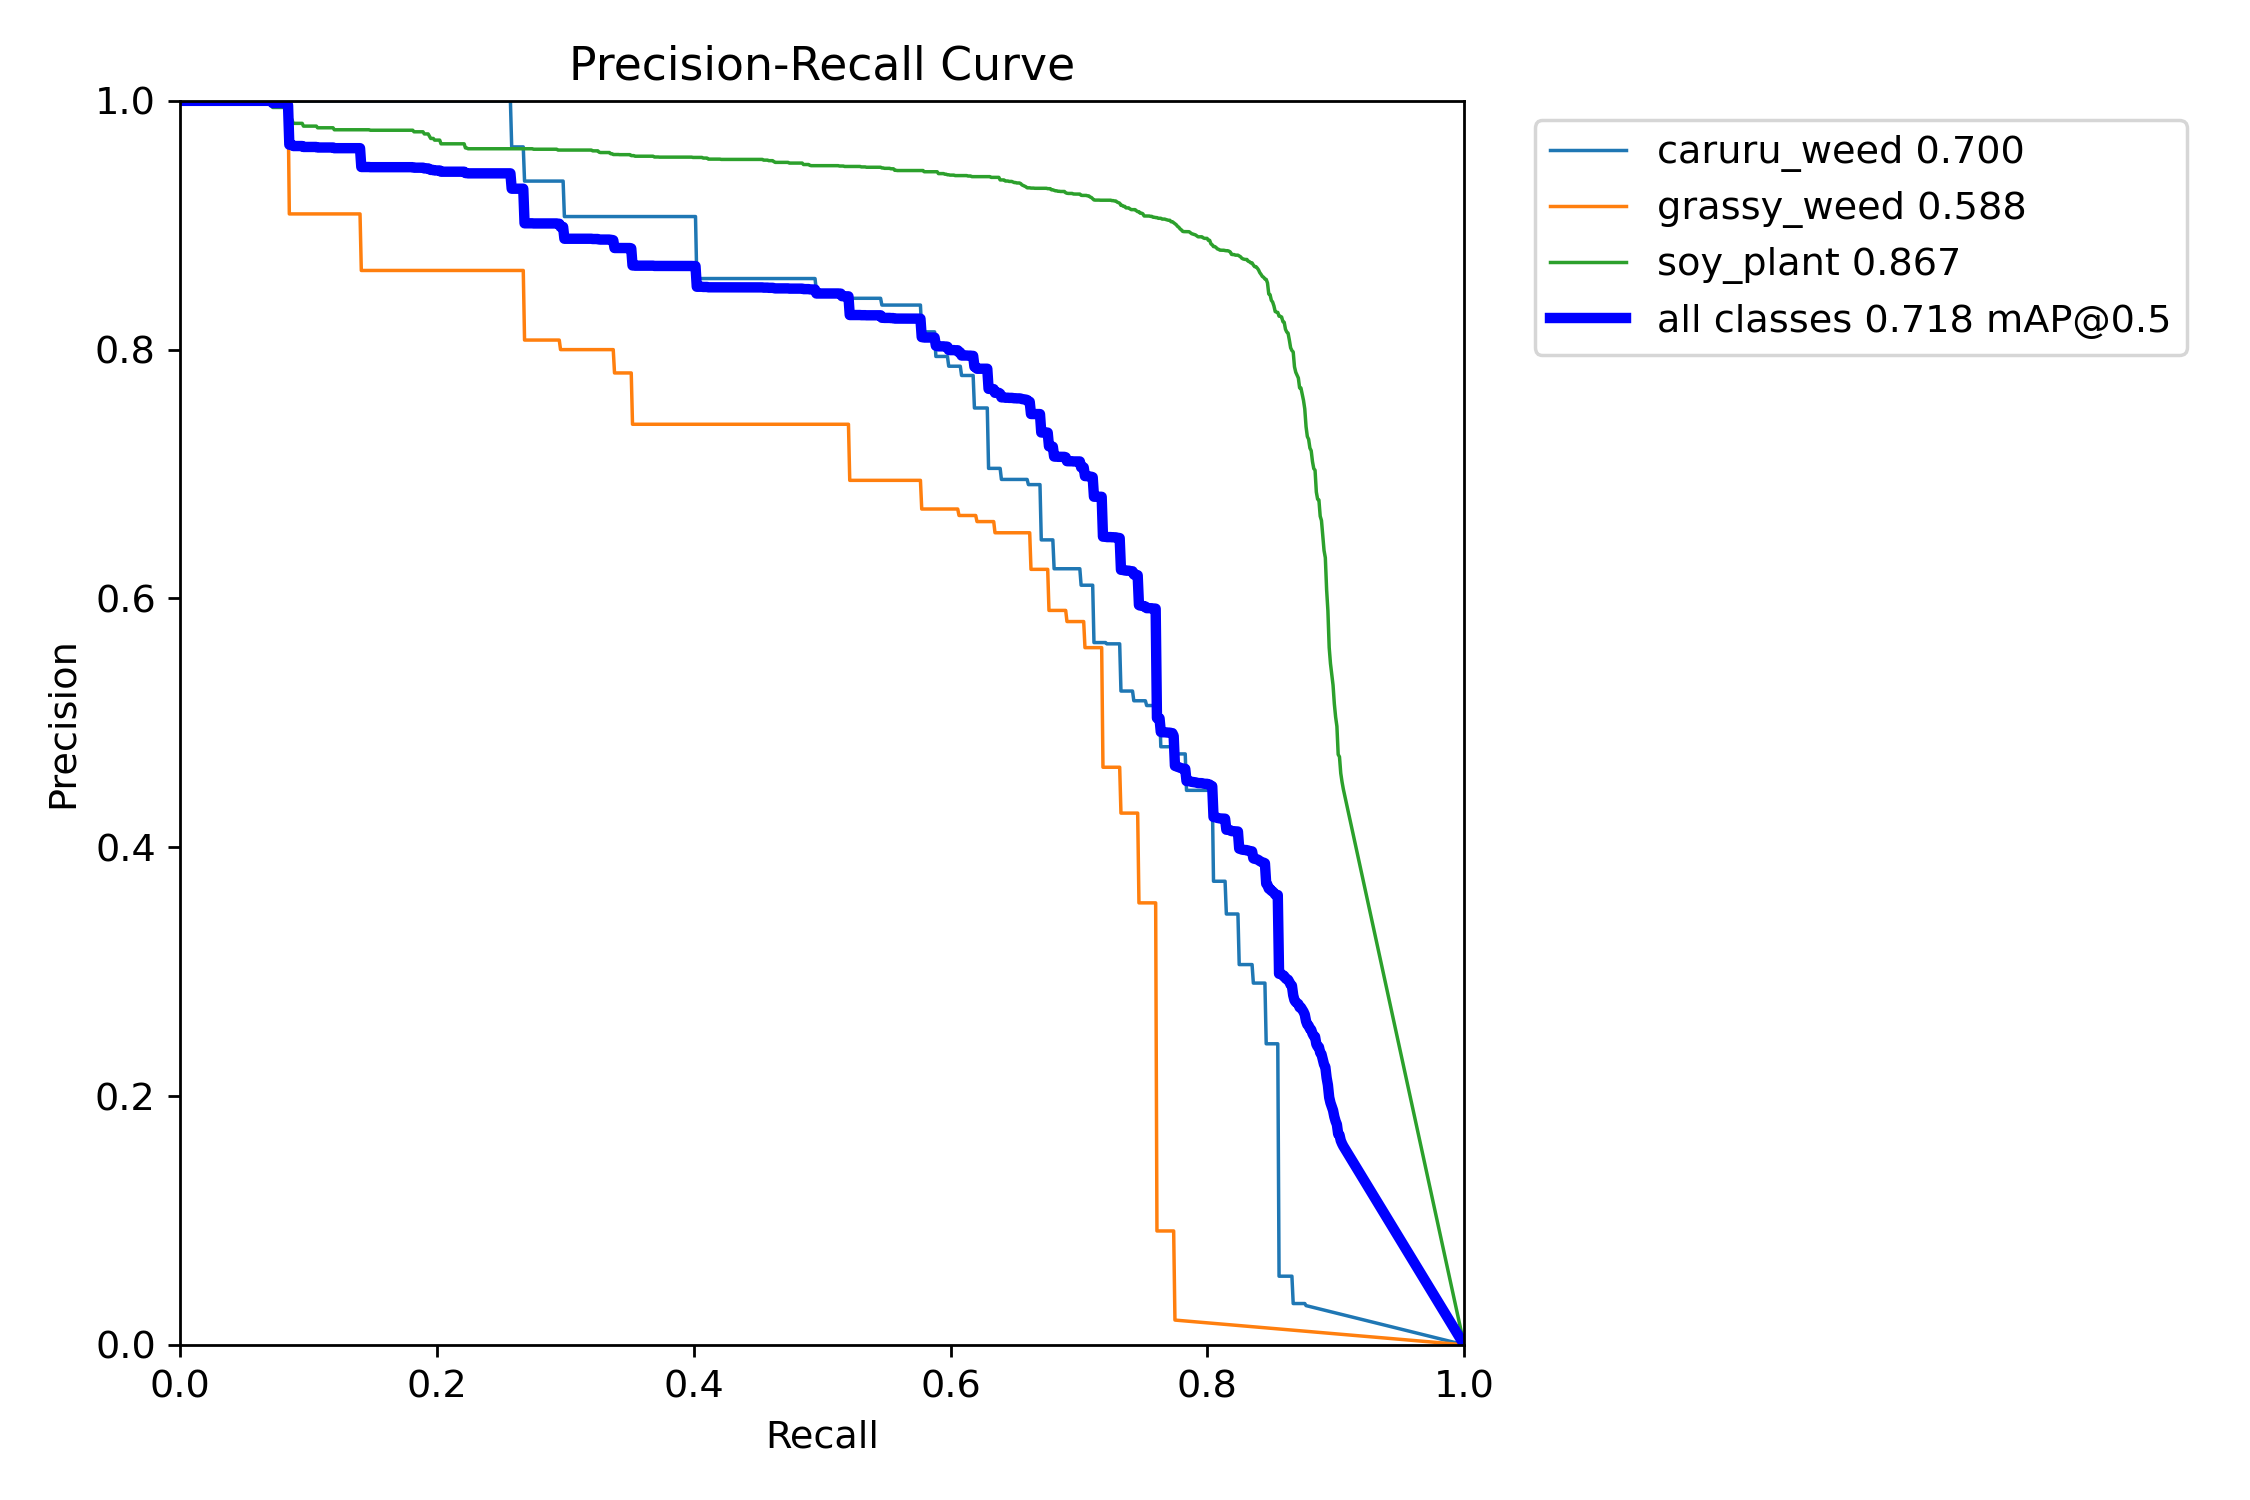 Precision-Recall Curve
1.0
0.8
0.6
0.4
0.2
0.0
Precision
0.0 0.2 0.4 0.6 0.8 1.0
Recall
caruru_weed 0.700
grassy_weed 0.588
soy_plant 0.867
all classes 0.718 mAP@0.5